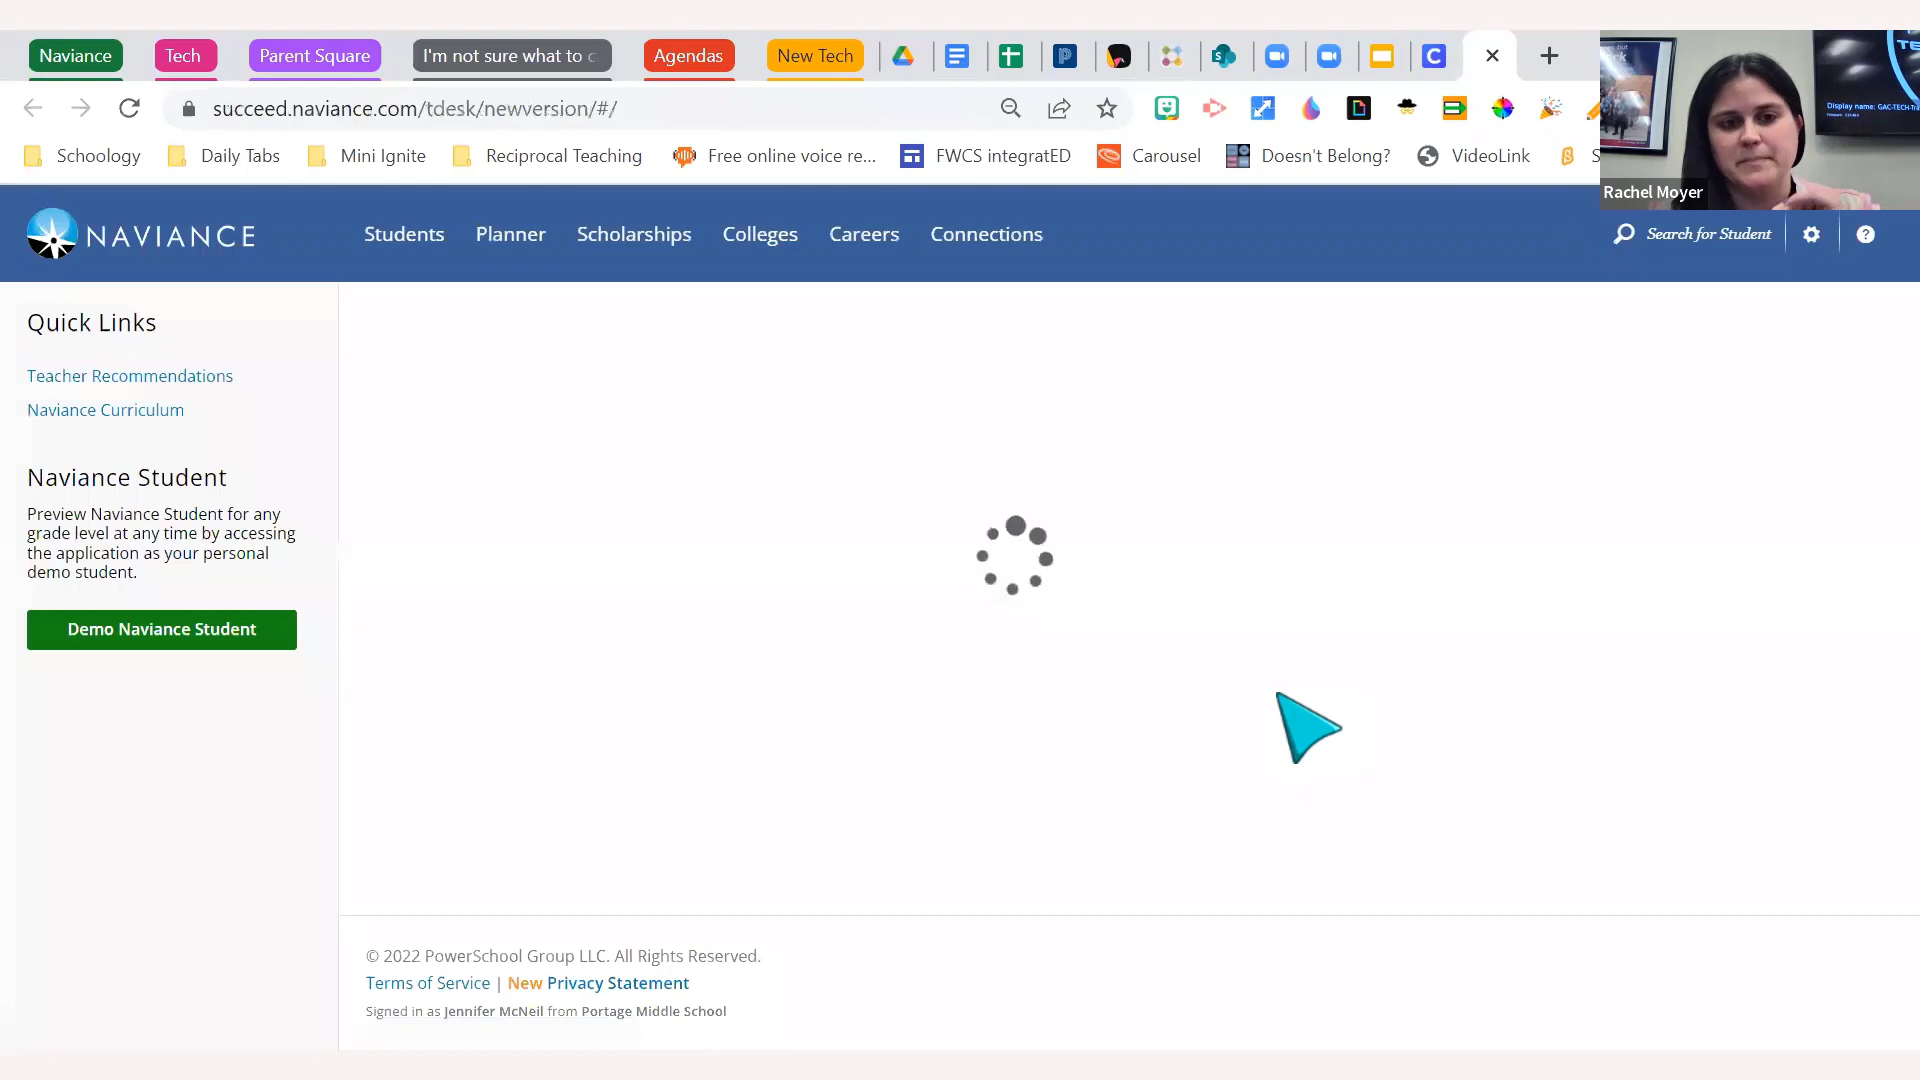 Naviance
Tech
Parent Square
I'm not sure what to c
Agendas
New Tech
succeed.naviance.com/tdesk/newversion/#/
Schoology
Daily Tabs
Mini Ignite
Reciprocal Teaching
Free online voice re...
FWCS integratED
Carousel
Doesn't Belong?
VideoLink
S
Display name: GAC-TECH-Tra
Rachel Moyer
NAVIANCE
Students
Planner
Scholarships
Colleges
Careers
Connections
Search for Student
Quick Links
Teacher Recommendations
Naviance Curriculum
Naviance Student
Preview Naviance Student for any
grade level at any time by accessing
the application as your personal
demo student.
Demo Naviance Student
© 2022 PowerSchool Group LLC. All Rights Reserved.
Terms of Service | New Privacy Statement
Signed in as Jennifer McNeil from Portage Middle School